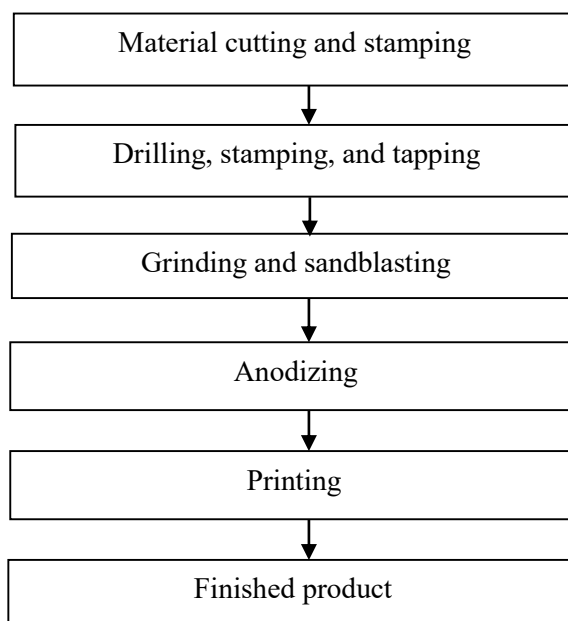 Material cutting and stamping
Drilling, stamping, and tapping
Grinding and sandblasting
Anodizing
Printing
Finished product